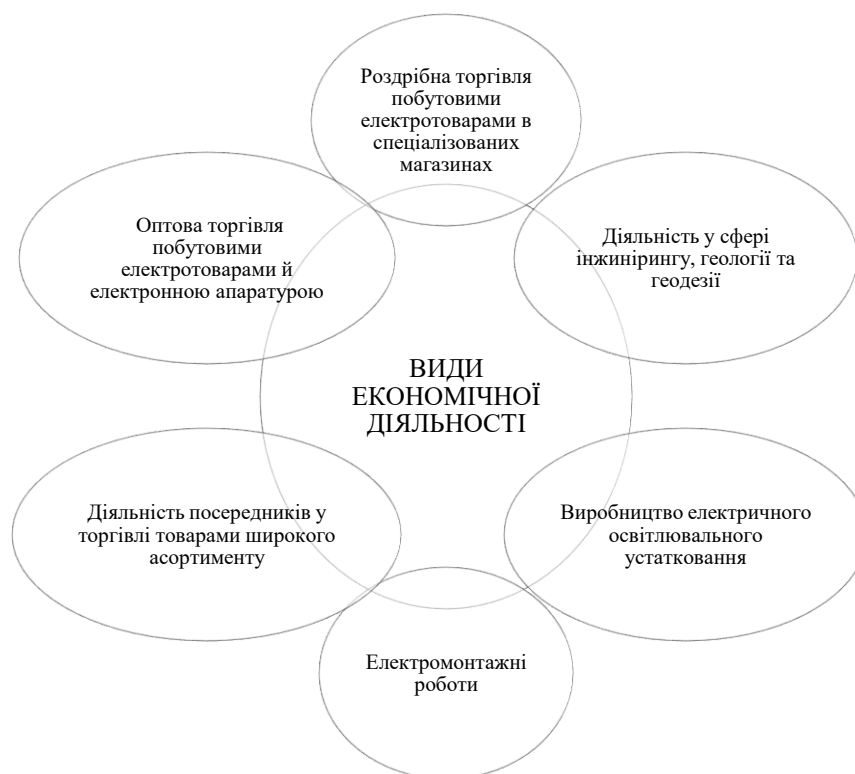 Роздрібна торгівля
побутовими
електротоварами в
спеціалізованих
магазинах
Оптова торгівля
побутовими
електротоварами й
електронною апаратурою
Діяльність у сфері
інжинірингу, геології та
геодезії
ВИДИ
ЕКОНОМІЧНОЇ
ДІЯЛЬНОСТІ
Діяльність посередників у
торгівлі товарами широкого
асортименту
Виробництво електричного
освітлювального
устатковання
Електромонтажні
роботи